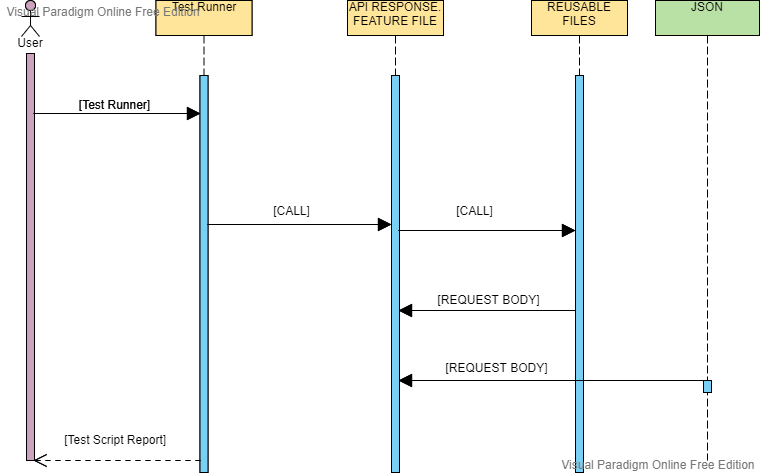 Visual Paradigm Online Free Edition
Test Runner
API RESPONSE
FEATURE FILE
REUSABLE
FILES
JSON
User
[Test Runner]
[CALL]
[CALL]
[REQUEST BODY]
[REQUEST BODY]
[Test Script Report]
Visual Paradigm Online Free Edition